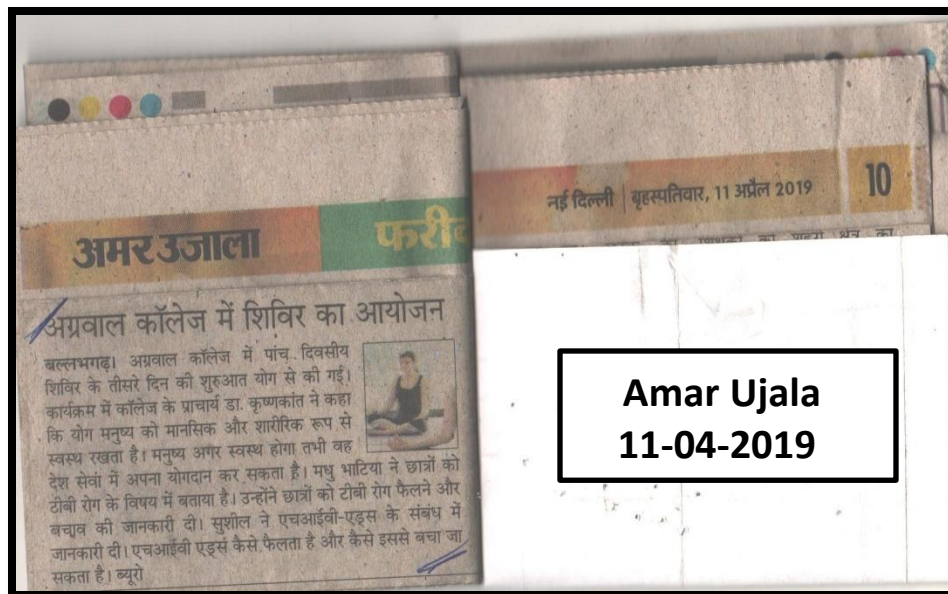 नई दिल्ली | बृहस्पतिवार, 11 अप्रैल 2019 10
अमर उजाला फरीद
क्षेत्र का
अग्रवाल कॉलेज में शिविर का आयोजन
बल्लभगढ़। अग्रवाल कॉलेज में पांच दिवसीय
शिविर के तीसरे दिन की शुरुआत योग से की गई।
कार्यक्रम में कॉलेज के प्राचार्य डा. कृष्णकांत ने कहा
कि योग मनुष्य को मानसिक और शारीरिक रूप से
स्वस्थ रखता है। मनुष्य अगर स्वस्थ होगा तभी वह
देश सेवा में अपना योगदान कर सकता है। मधु भाटिया ने छात्रों को
टीबी रोग के विषय में बताया है। उन्होंने छात्रों को टीबी रोग फैलने और
बचाव की जानकारी दी। सुशील ने एचआईवी-एड्स के संबंध में
जानकारी दी। एचआईवी एड्स कैसे फैलता है और कैसे इससे बचा जा
सकता है। ब्यूरो
Amar Ujala
11-04-2019